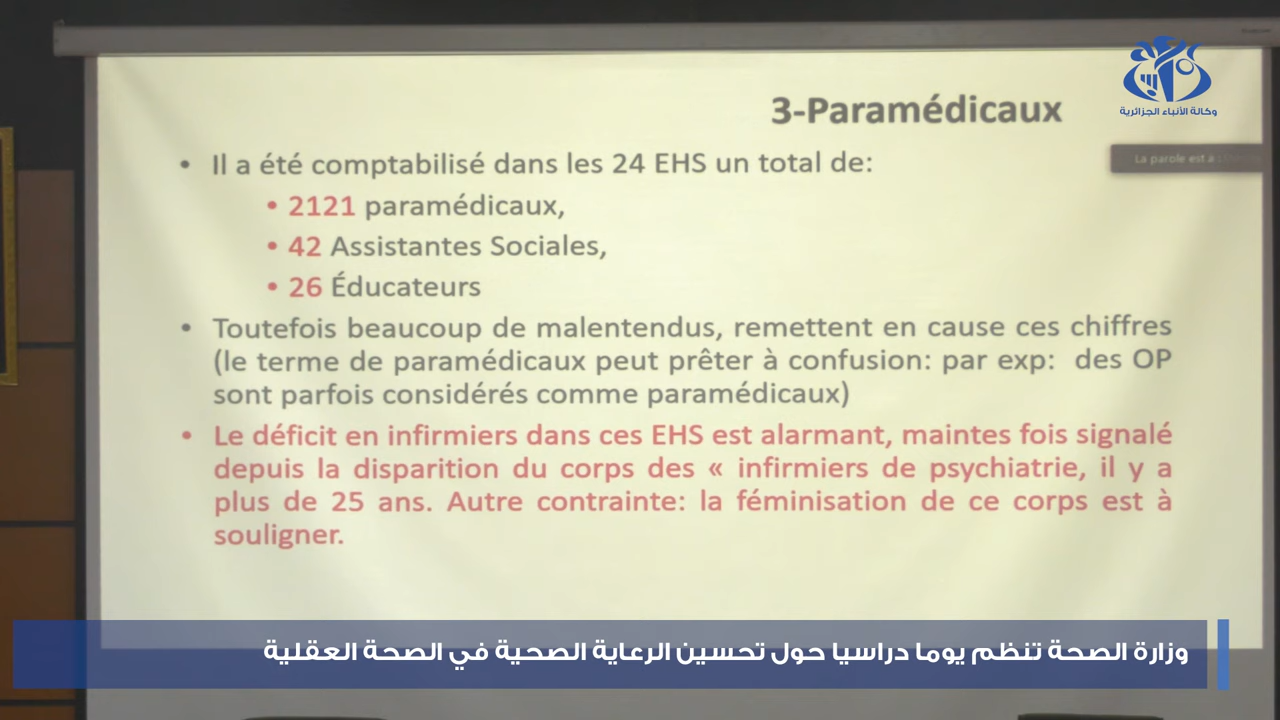 وكالة الأنباء الجزائرية
3-Paramédicaux
La parole est a
• Il a été comptabilisé dans les 24 EHS un total de:
• 2121 paramédicaux,
• 42 Assistantes Sociales,
• 26 Éducateurs
• Toutefois beaucoup de malentendus, remettent en cause ces chiffres
(le terme de paramédicaux peut prêter à confusion: par exp: des OP
sont parfois considérés comme paramédicaux)
• Le déficit en infirmiers dans ces EHS est alarmant, maintes fois signalé
depuis la disparition du corps des « infirmiers de psychiatrie, il y a
plus de 25 ans. Autre contrainte: la féminisation de ce corps est à
souligner.
وزارة الصحة تنظم يوما دراسيا حول تحسين الرعاية الصحية في الصحة العقلية